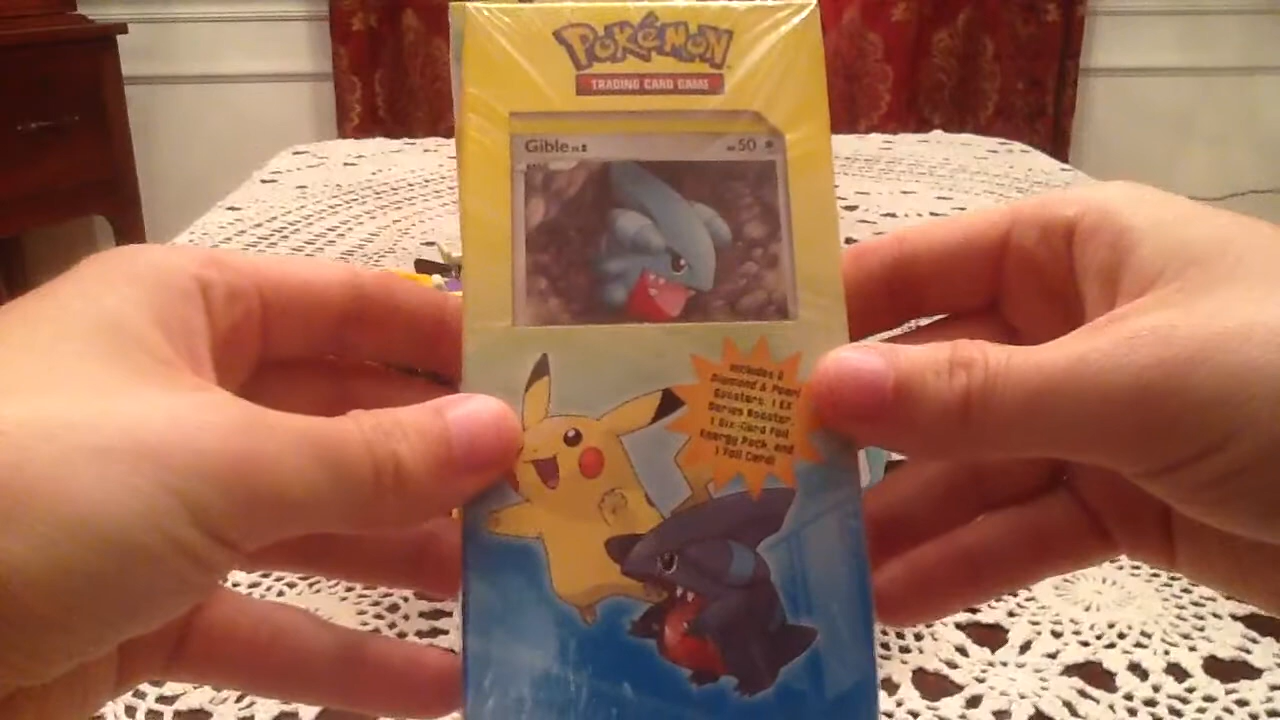 POKéMON
TRADING CARD GAME
Gible 50
Includes 2
Diamond & Pearl
Boosters, 1 EX
Series Booster,
1 Six-Card Foil
Energy Pack, and
1 Foil Card!